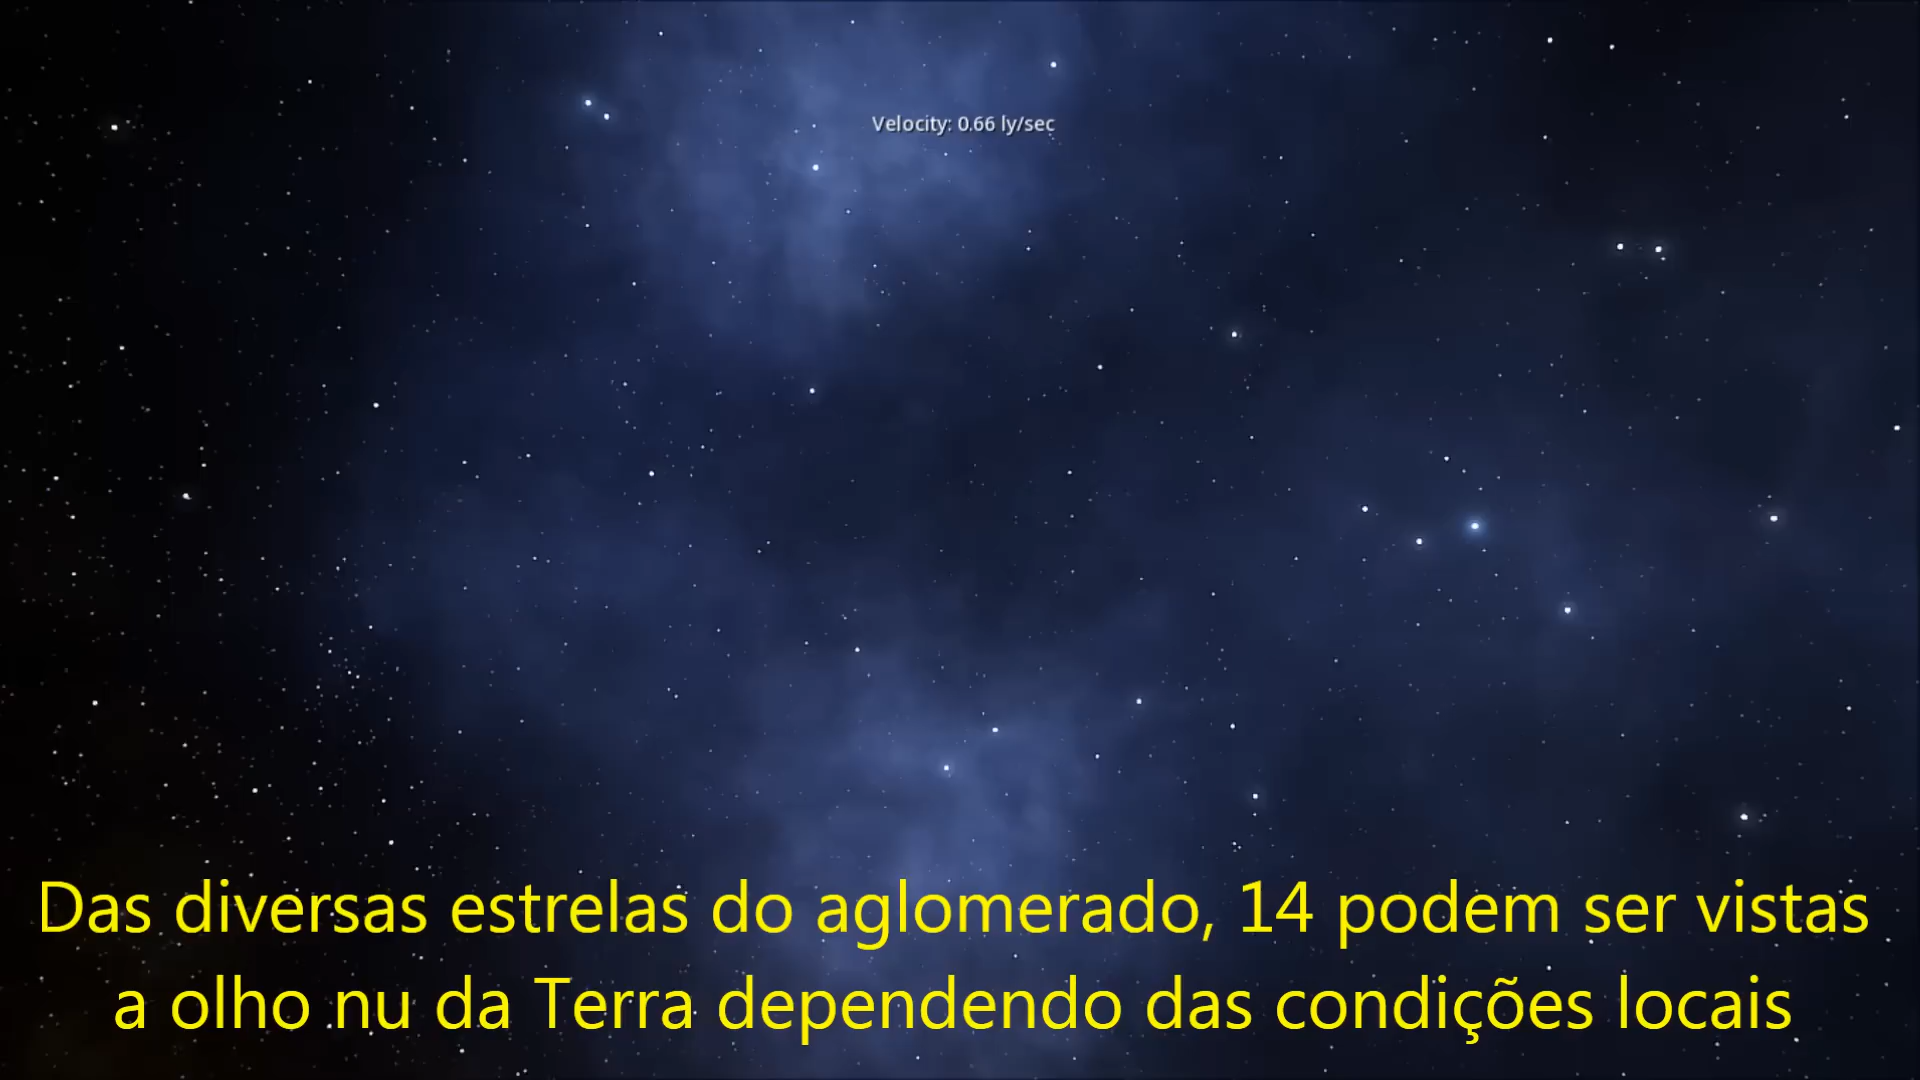 Velocity: 0.66 ly/sec
Das diversas estrelas do aglomerado, 14 podem ser vistas
a olho nu da Terra dependendo das condições locais